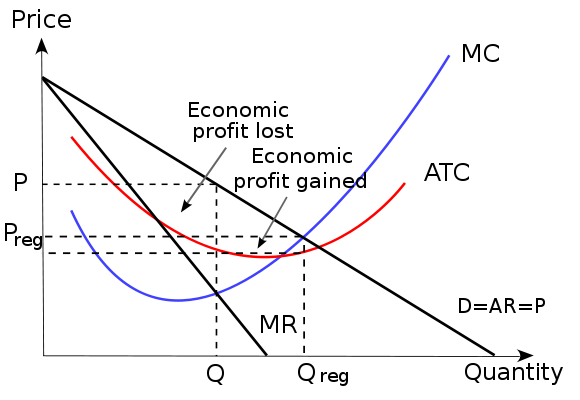 Price
MC
Economic
profit lost
Economic
profit gained
ATC
P
Preg
D=AR=P
MR
Q
Qreg
Quantity